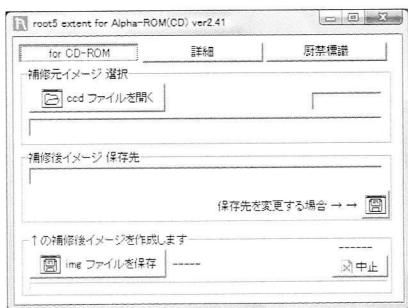 root5 extent for Alpha-ROM(CD) ver2.41
for CD-ROM
詳細
厨禁標識
補修元イメージ 選択
ccd ファイルを開く
補修後イメージ 保存先
保存先を変更する場合 → →
↑の補修後イメージを作成します
img ファイルを保存
-----
------
中止